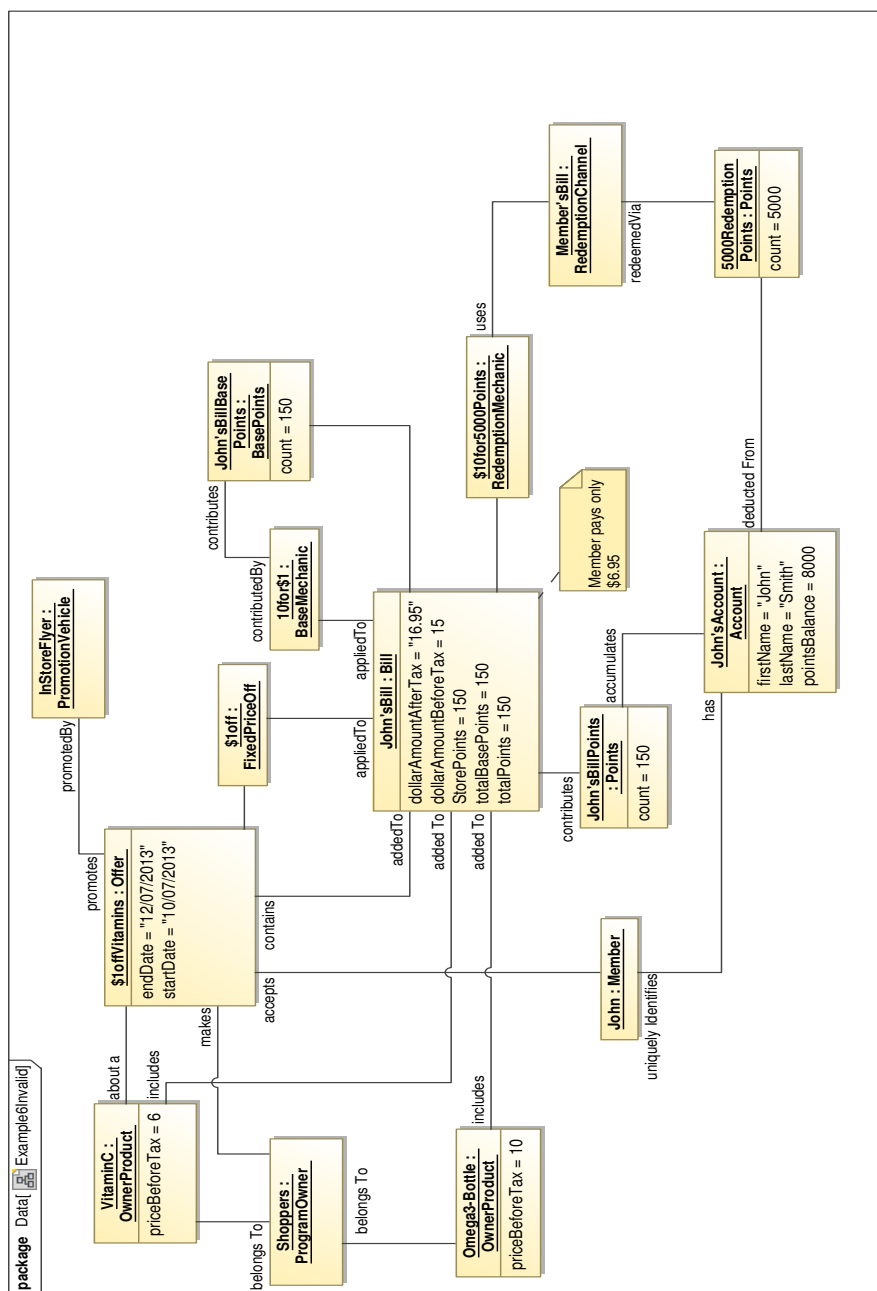 package Data[ Example6Invalid]
VitaminC :
OwnerProduct
priceBeforeTax = 6
about a
includes
$1offVitamins : Offer
endDate = "12/07/2013"
startDate = "10/07/2013"
promotes
makes
accepts
contains
promotedBy
InStoreFlyer :
PromotionVehicle
belongs To
Shoppers :
ProgramOwner
belongs To
$1off :
FixedPriceOff
appliedTo
contributedBy
10for$1 :
BaseMechanic
appliedTo
contributes
John'sBillBase
Points :
BasePoints
count = 150
John'sBill : Bill
dollarAmountAfterTax = "16.95"
dollarAmountBeforeTax = 15
StorePoints = 150
totalBasePoints = 150
totalPoints = 150
addedTo
added To
added To
includes
Omega3-Bottle :
OwnerProduct
priceBeforeTax = 10
$10for5000Points :
RedemptionMechanic
uses
Member'sBill :
RedemptionChannel
redeemedVia
Member pays only
$6.95
John : Member
uniquely Identifies
contributes
John'sBillPoints
: Points
count = 150
accumulates
has
John'sAccount :
Account
firstName = "John"
lastName = "Smith"
pointsBalance = 8000
deducted From
5000Redemption
Points : Points
count = 5000